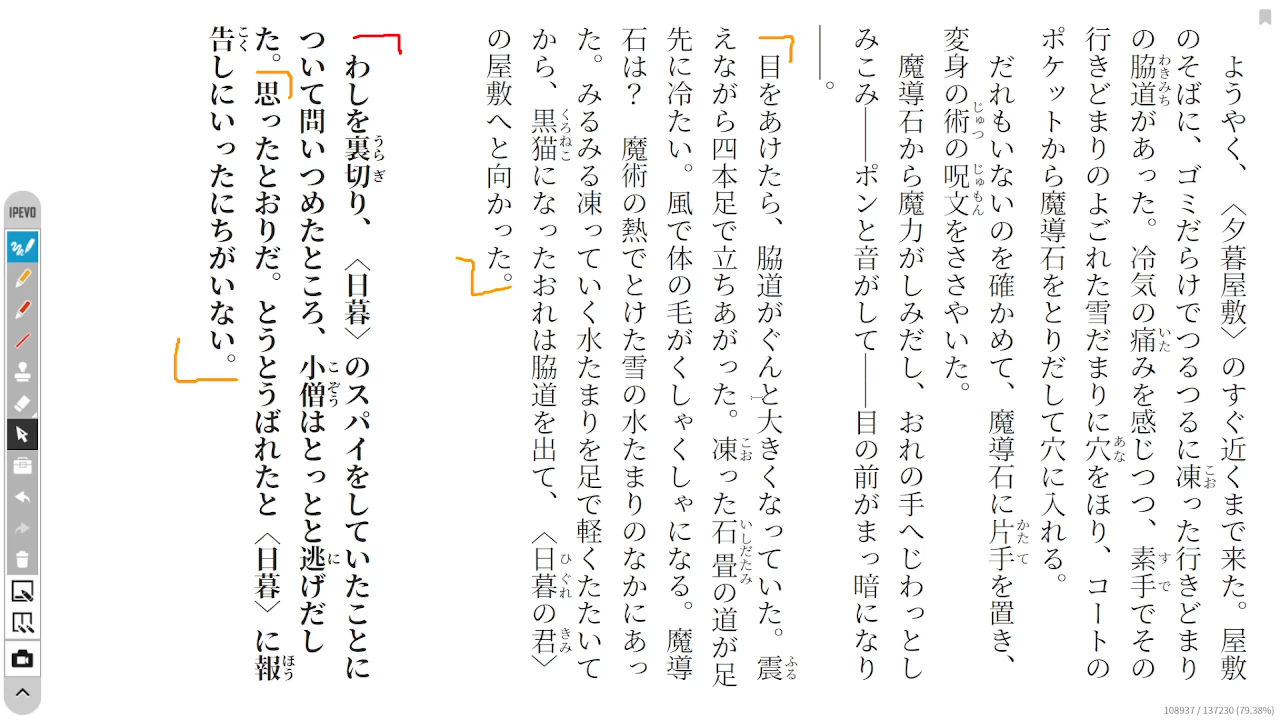 ようやく、〈夕暮屋敷〉のすぐ近くまで来た。屋敷
のそばに、ゴミだらけでつるつるに凍った行きどまり
の脇道があった。冷気の痛みを感じつつ、素手でその
行きどまりのよごれた雪だまりに穴をほり、コートの
ポケットから魔導石をとりだして穴に入れる。
だれもいないのを確かめて、魔導石に片手を置き、
変身の術の呪文をささやいた。
魔導石から魔力がしみだし、おれの手へじわっとし
みこみ――ポンと音がして――目の前がまっ暗になり
――。
目をあけたら、脇道がぐんと大きくなっていた。震
えながら四本足で立ちあがった。凍った石畳の道が足
先に冷たい。風で体の毛がくしゃくしゃになる。魔導
石は？　魔術の熱でとけた雪の水たまりのなかにあっ
た。みるみる凍っていく水たまりを足で軽くたたいて
から、黒猫になったおれは脇道を出て、〈日暮の君〉
の屋敷へと向かった。
わしを裏切り、〈日暮〉のスパイをしていたことに
ついて問いつめたところ、小僧はとっとと逃げだし
た。思ったとおりだ。とうとうばれたと〈日暮〉に報
告しにいったにちがいない。
IPEVO
108937 / 137230 (79.38%)